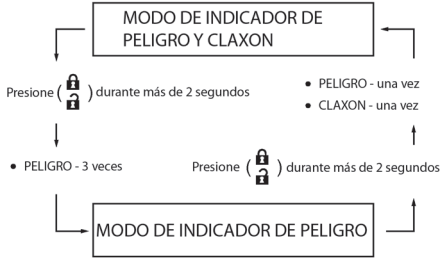 MODO DE INDICADOR DE
PELIGRO Y CLAXON
Presione ( ) durante más de 2 segundos
• PELIGRO - 3 veces
• PELIGRO - una vez
• CLAXON - una vez
Presione ( ) durante más de 2 segundos
MODO DE INDICADOR DE PELIGRO